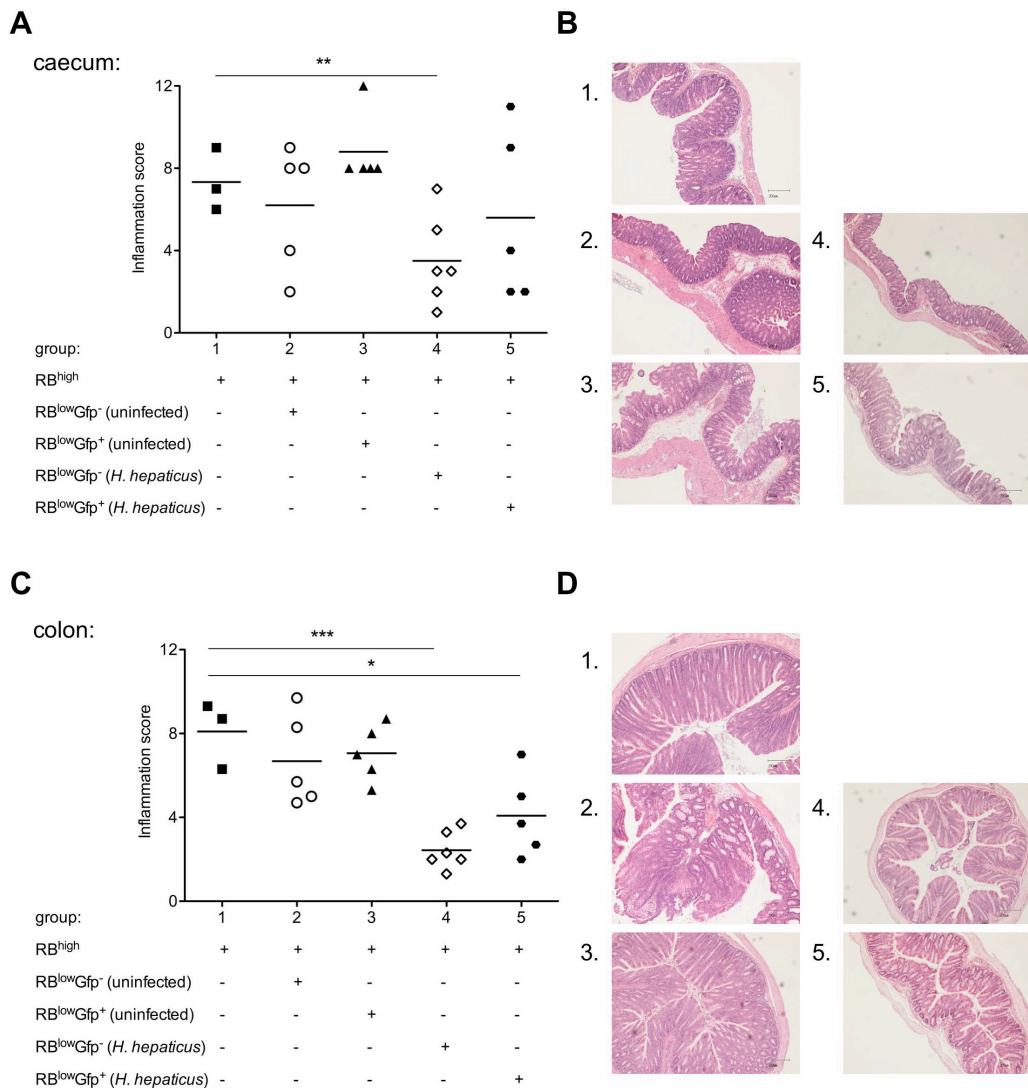 A
caecum:
**
12
8
4
0
Inflammation score
group: 1 2 3 4 5
RBhigh + + + + +
RBlowGfp- (uninfected) - + - - -
RBlowGfp+ (uninfected) - - + - -
RBlowGfp- (H. hepaticus) - - - + -
RBlowGfp+ (H. hepaticus) - - - - +
B
1.
2.
4.
3.
5.
C
colon:
***
*
12
8
4
0
Inflammation score
group: 1 2 3 4 5
RBhigh + + + + +
RBlowGfp- (uninfected) - + - - -
RBlowGfp+ (uninfected) - - + - -
RBlowGfp- (H. hepaticus) - - - + -
RBlowGfp+ (H. hepaticus) - - - - +
D
1.
2.
4.
3.
5.